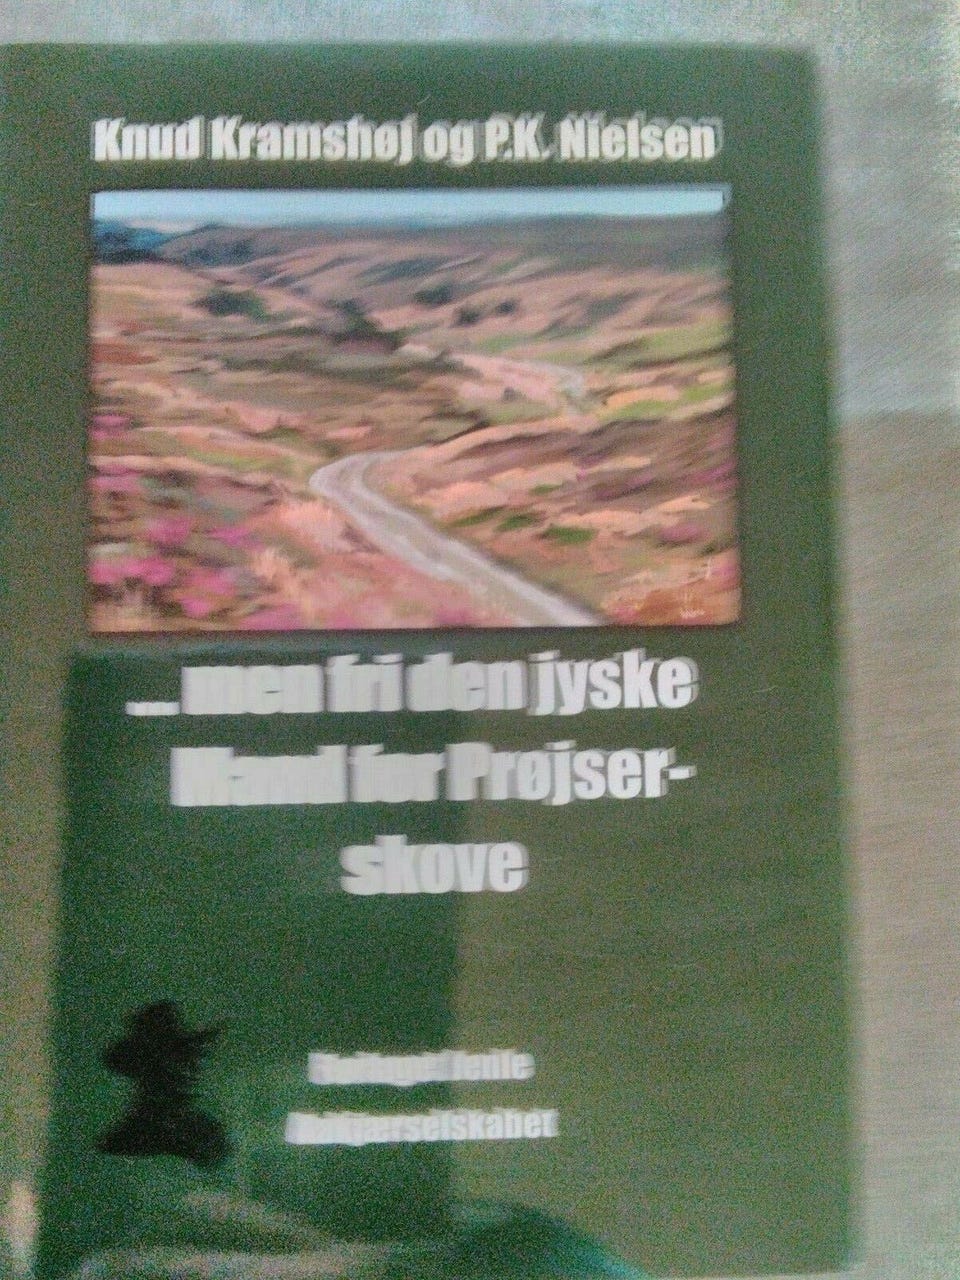 Knud Kramshøj og P.K. Nielsen
... men fri den jyske
Mand for Prøjser-
skove